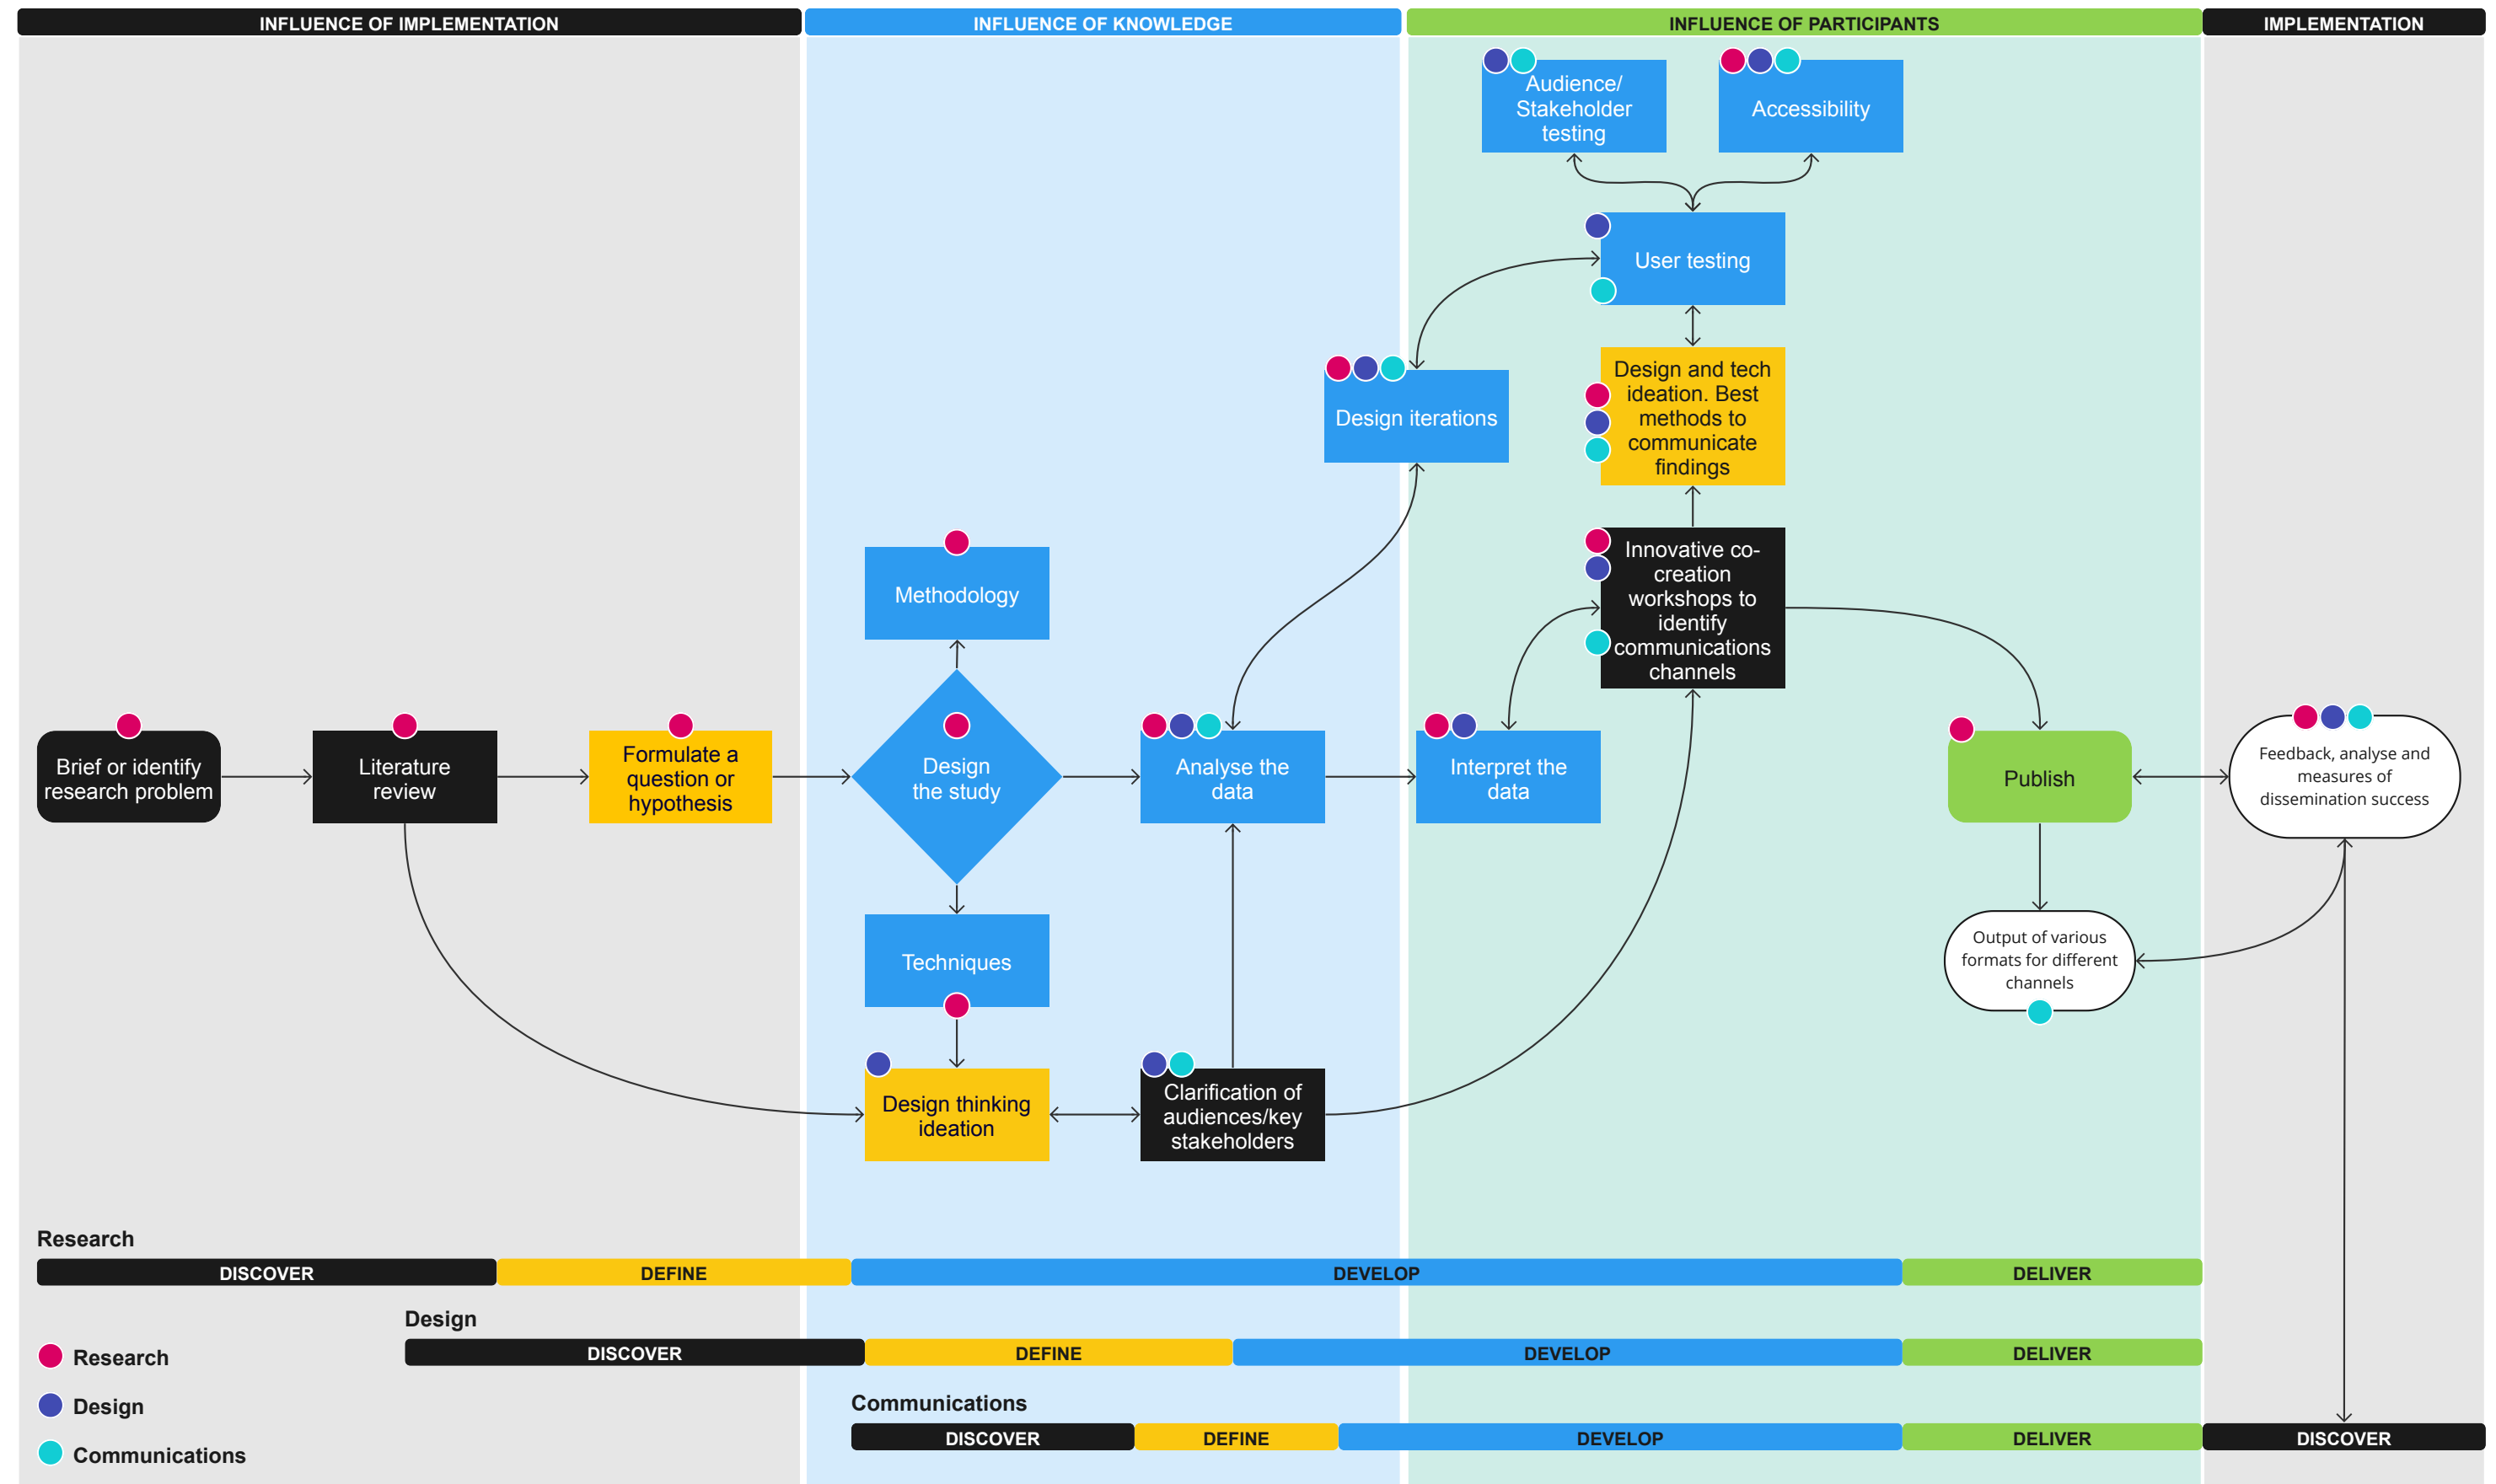 INFLUENCE OF IMPLEMENTATION
INFLUENCE OF KNOWLEDGE
INFLUENCE OF PARTICIPANTS
IMPLEMENTATION
Audience/
Stakeholder
testing
Accessibility
User testing
Design and tech
ideation. Best
methods to
communicate
findings
Design iterations
Innovative co-
creation
workshops to
identify
communications
channels
Methodology
Brief or identify
research problem
Literature
review
Formulate a
question or
hypothesis
Design
the study
Analyse the
data
Interpret the
data
Publish
Feedback, analyse and
measures of
dissemination success
Techniques
Output of various
formats for different
channels
Design thinking
ideation
Clarification of
audiences/key
stakeholders
Research
DISCOVER
DEFINE
DEVELOP
DELIVER
Design
DISCOVER
DEFINE
DEVELOP
DELIVER
Communications
DISCOVER
DEFINE
DEVELOP
DELIVER
DISCOVER
Research
Design
Communications